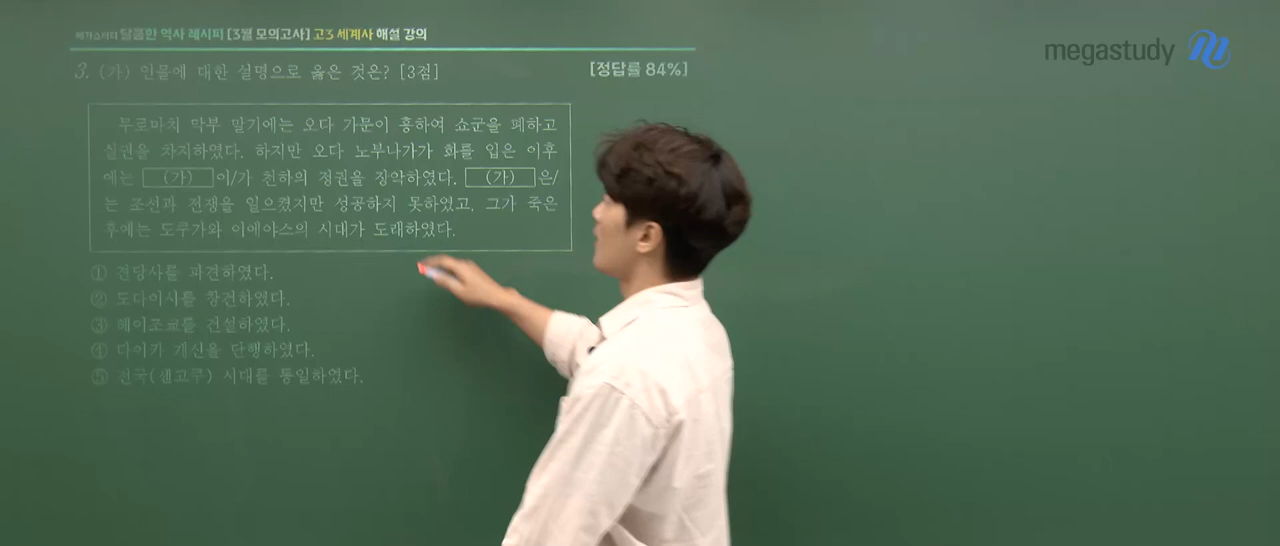 메가스터디 달콤한 역사 레시피 [3월 모의고사] 고3 세계사 해설 강의
megastudy
3. (가) 인물에 대한 설명으로 옳은 것은? [3점]
[정답률 84%]
무로마치 막부 말기에는 오다 가문이 흥하여 쇼군을 폐하고
실권을 차지하였다. 하지만 오다 노부나가가 화를 입은 이후
에는 (가) 이/가 천하의 정권을 장악하였다. (가) 은/
는 조선과 전쟁을 일으켰지만 성공하지 못하였고, 그가 죽은
후에는 도쿠가와 이에야스의 시대가 도래하였다.
① 견당사를 파견하였다.
② 도다이사를 창건하였다.
③ 헤이조쿄를 건설하였다.
④ 다이카 개신을 단행하였다.
⑤ 전국(센고쿠) 시대를 통일하였다.